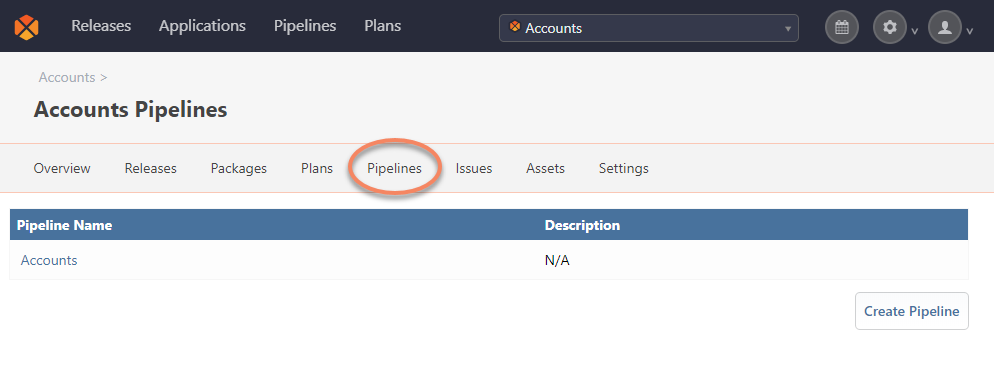 Releases Applications Pipelines Plans Accounts
Accounts >
Accounts Pipelines
Overview Releases Packages Plans Pipelines Issues Assets Settings
Pipeline Name Description
Accounts N/A
Create Pipeline